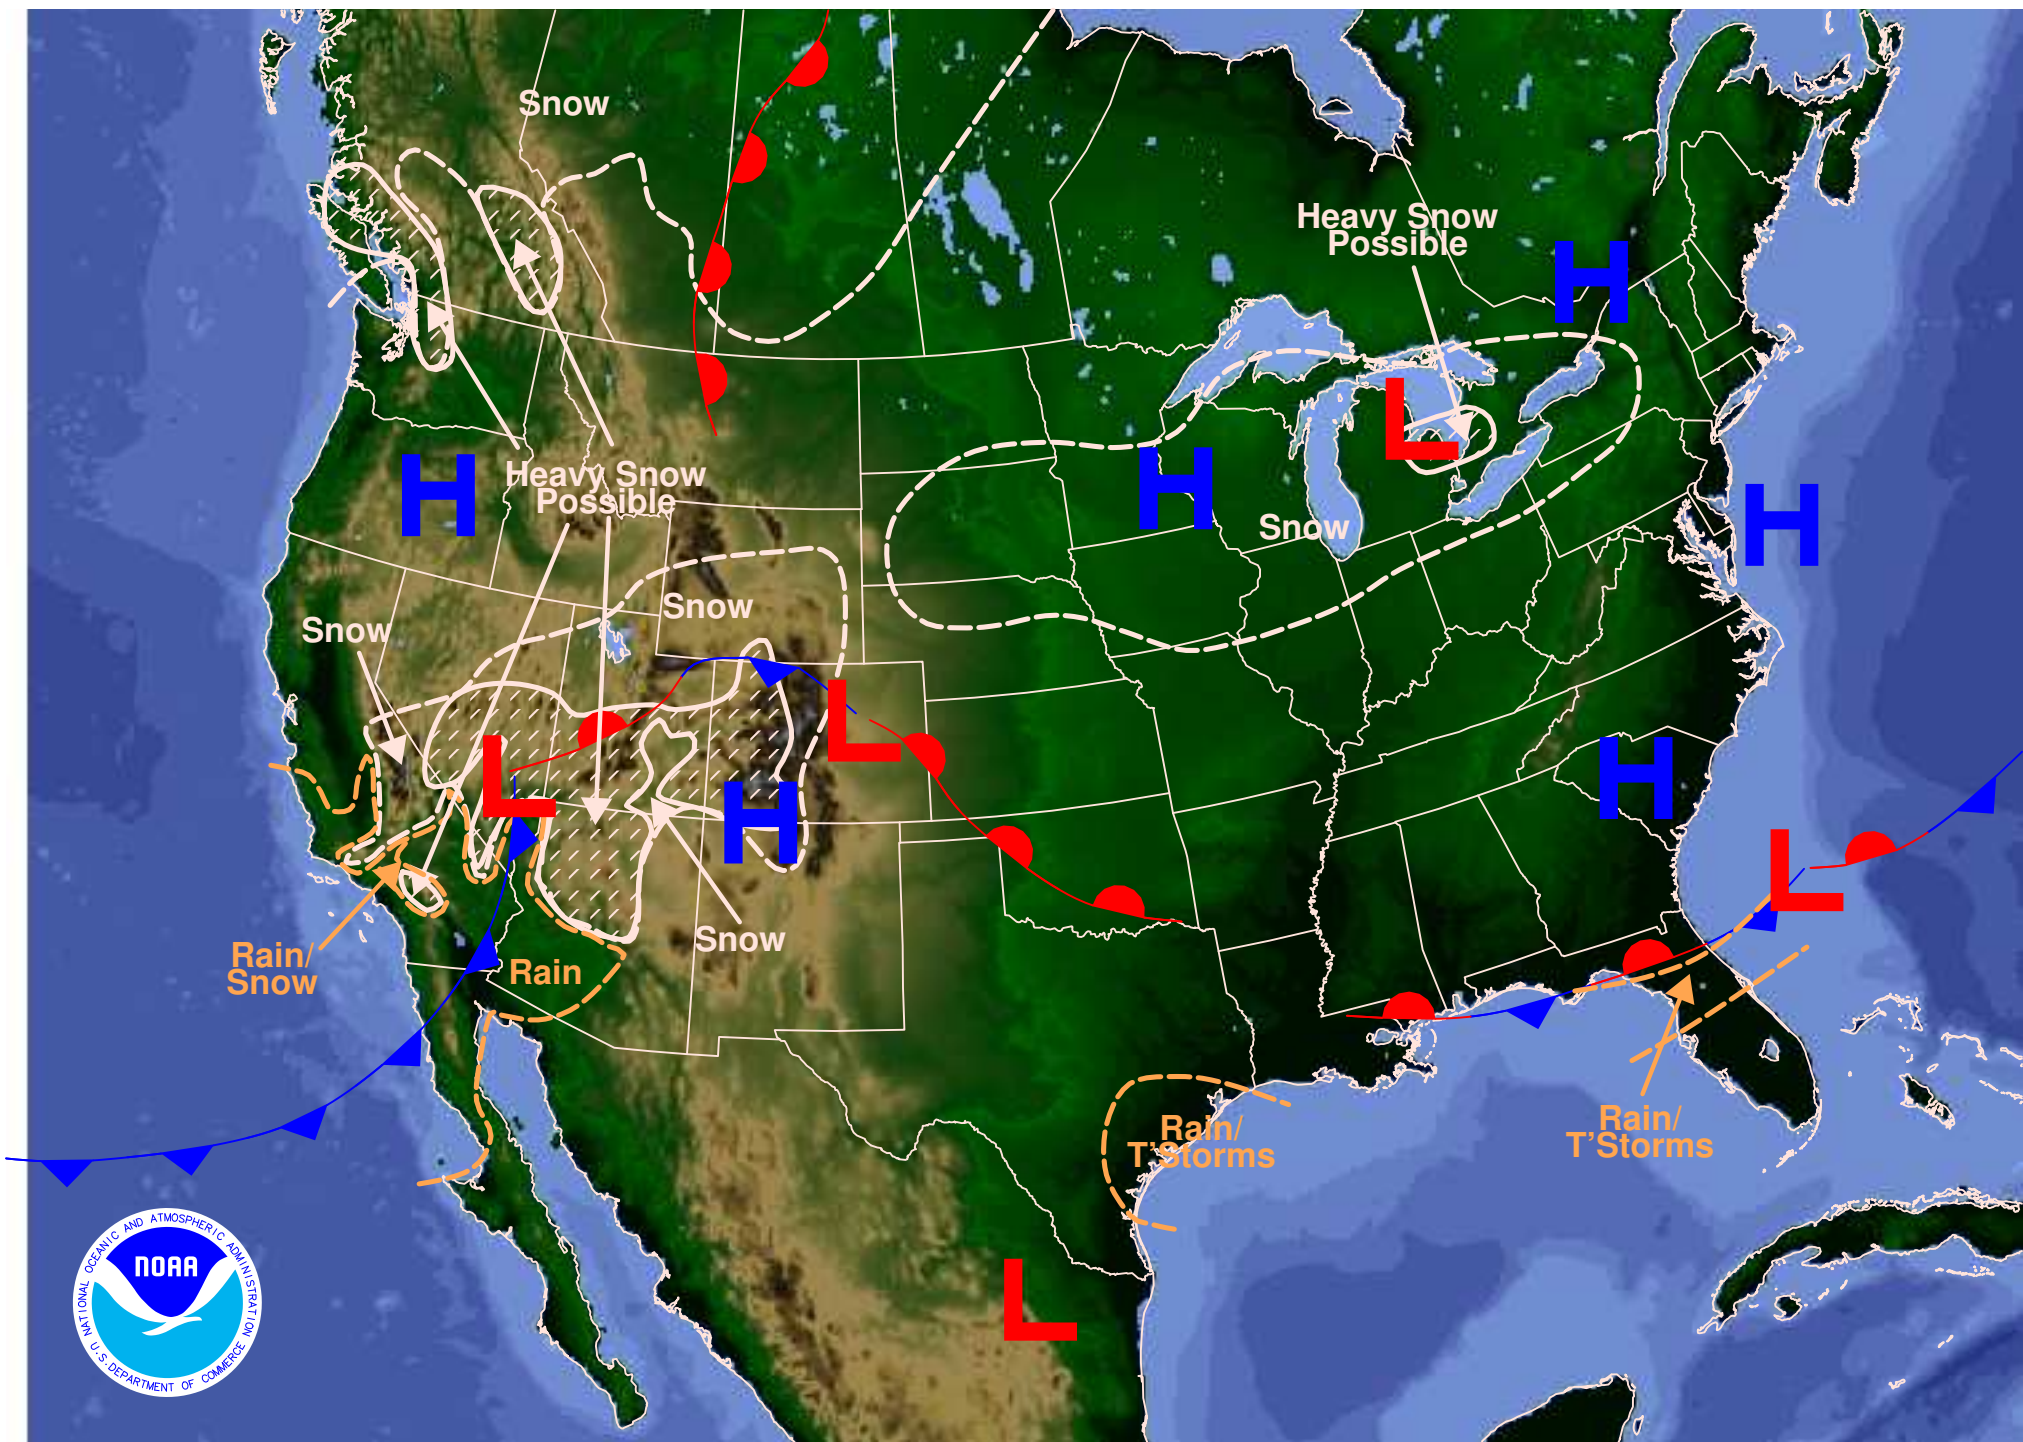 Snow
Heavy Snow
Possible
H
L
H
H
Heavy Snow
Possible
Snow
H
Snow
Snow
L
L
H
H
L
Snow
Rain/
Snow
Rain
Rain/
T'Storms
Rain/
T'Storms
L
NATIONAL OCEANIC AND ATMOSPHERIC ADMINISTRATION
NOAA
U.S. DEPARTMENT OF COMMERCE